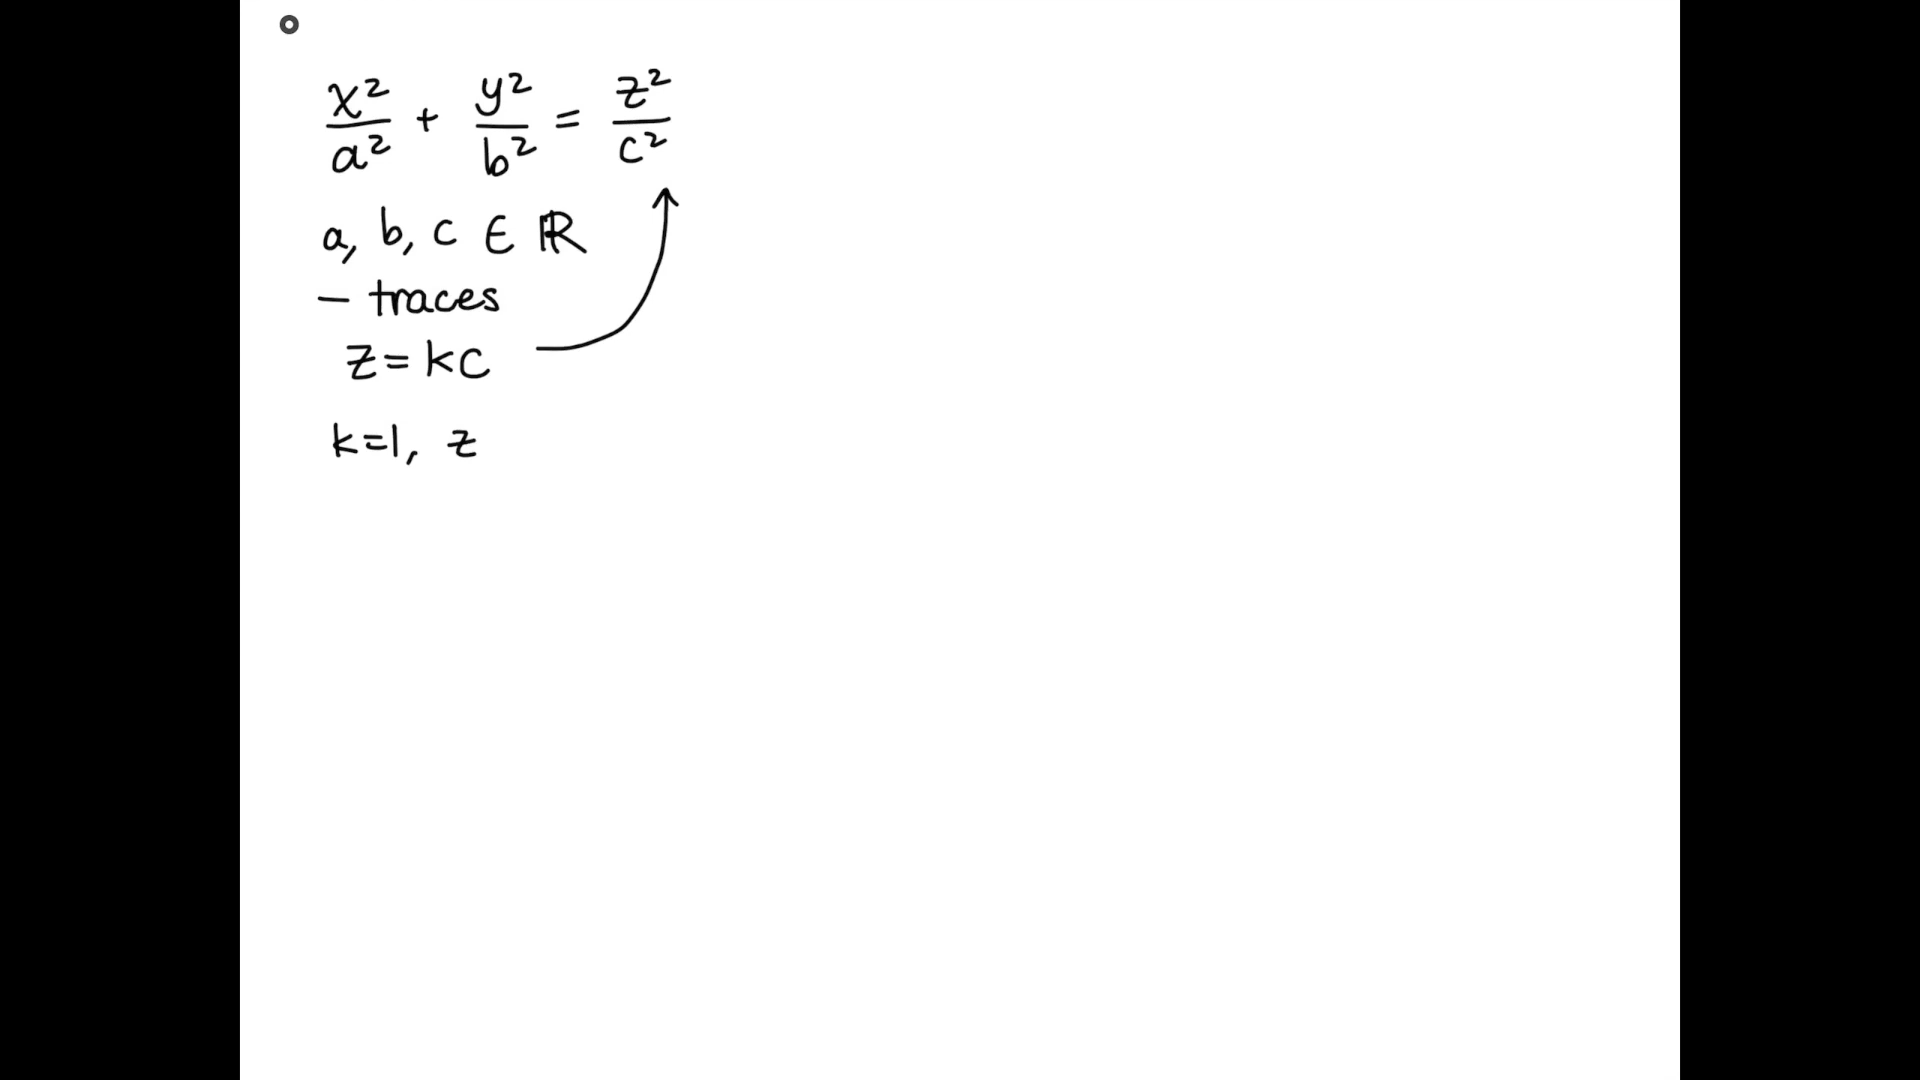 x²/a² + y²/b² = z²/c²
a, b, c ∈ ℝ
– traces
z = kc
k=1, z